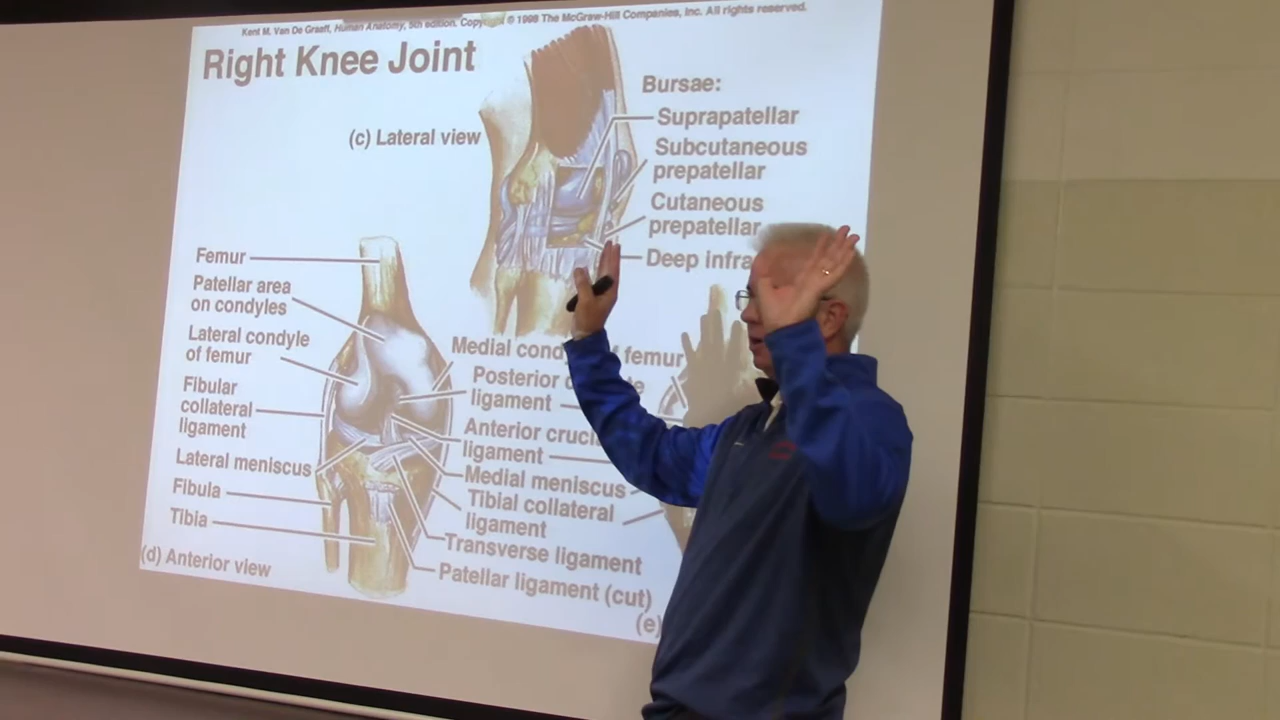 Kent M. Van De Graaff, Human Anatomy, 5th edition. Copyright © 1998 The McGraw-Hill Companies, Inc. All rights reserved.
Right Knee Joint
(c) Lateral view
Bursae:
Suprapatellar
Subcutaneous
prepatellar
Cutaneous
prepatellar
Deep infra
Femur
Patellar area
on condyles
Lateral condyle
of femur
Fibular
collateral
ligament
Lateral meniscus
Fibula
Tibia
(d) Anterior view
Medial cond f femur
Posterior c te
ligament
Anterior cruci
ligament
Medial meniscus
Tibial collateral
ligament
Transverse ligament
Patellar ligament (cut)
(e)